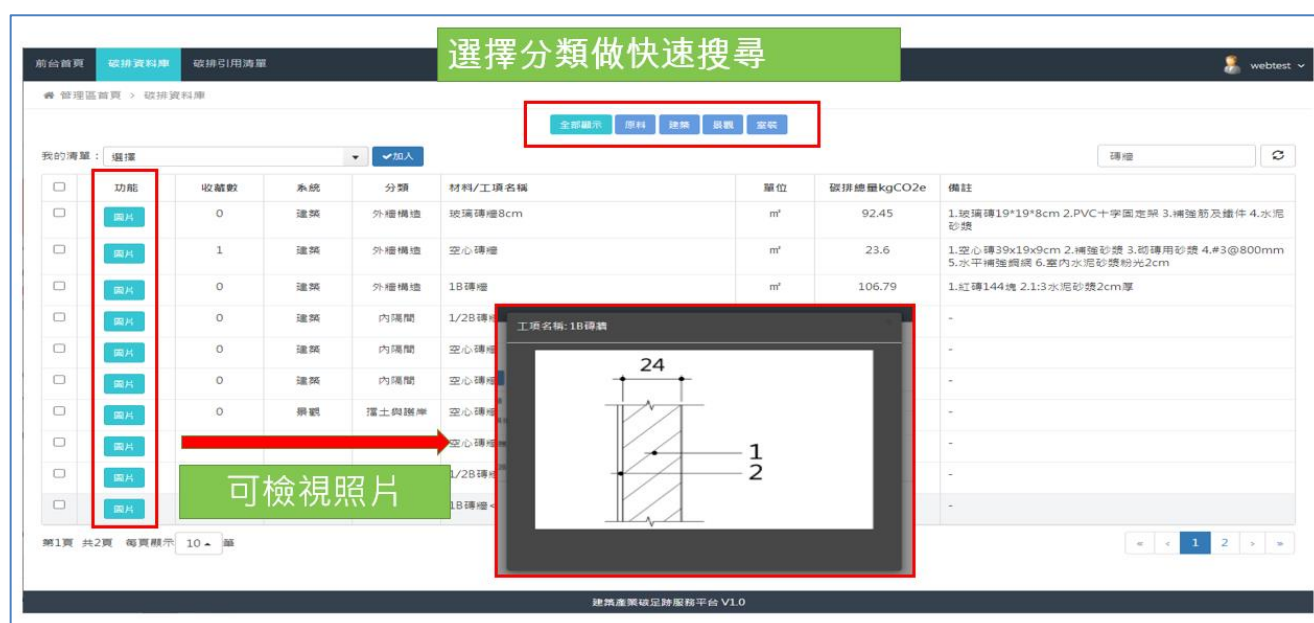 選擇分類做快速搜尋
前台首頁 碳排資料庫 碳排引用清單 webtest
管理區首頁 > 碳排資料庫
全部顯示 原料 建築 景觀 室裝
我的清單： 選擇 加入 磚牆
功能 收藏數 系統 分類 材料/工項名稱 單位 碳排總量kgCO2e 備註
圖片 0 建築 外牆構造 玻璃磚牆8cm m² 92.45 1.玻璃磚19*19*8cm 2.PVC十字固定架 3.補強筋及鐵件 4.水泥砂漿
圖片 1 建築 外牆構造 空心磚牆 m² 23.6 1.空心磚39x19x9cm 2.補強砂漿 3.砌磚用砂漿 4.#3@800mm
5.水平補強鋼網 6.室內水泥砂漿粉光2cm
圖片 0 建築 外牆構造 1B磚牆 m² 106.79 1.紅磚144塊 2.1:3水泥砂漿2cm厚
圖片 0 建築 內隔間 1/2B磚牆 -
圖片 0 建築 內隔間 空心磚牆 -
圖片 0 建築 內隔間 空心磚牆 -
圖片 0 景觀 擋土與護岸 空心磚牆 -
圖片 空心磚牆 -
圖片 1/2B磚牆 -
圖片 1B磚牆 -
工項名稱:1B磚牆
24
1
2
可檢視照片
第1頁 共2頁 每頁顯示 10 筆 « ‹ 1 2 › »
建築產業碳足跡服務平台 V1.0